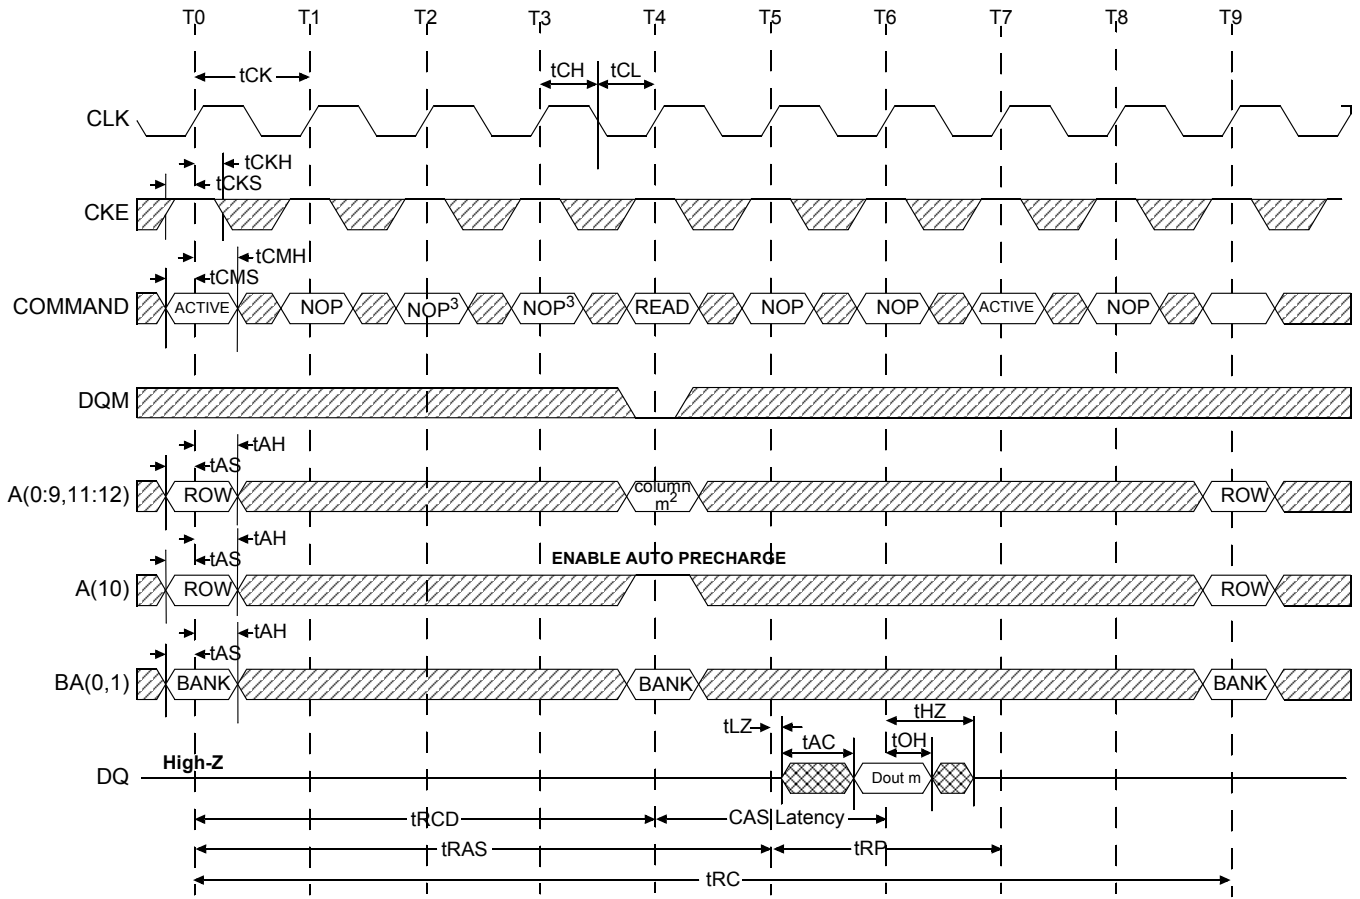 T0 T1 T2 T3 T4 T5 T6 T7 T8 T9
tCK tCH tCL
CLK
tCKH
tCKS
CKE
tCMH
tCMS
COMMAND ACTIVE NOP NOP3 NOP3 READ NOP NOP ACTIVE NOP
DQM
tAH
tAS
A(0:9,11:12) ROW column m2 ROW
tAH
tAS ENABLE AUTO PRECHARGE
A(10) ROW ROW
tAH
tAS
BA(0,1) BANK BANK BANK
tHZ
tLZ tAC tOH
High-Z
DQ Dout m
tRCD CAS Latency
tRAS tRP
tRC